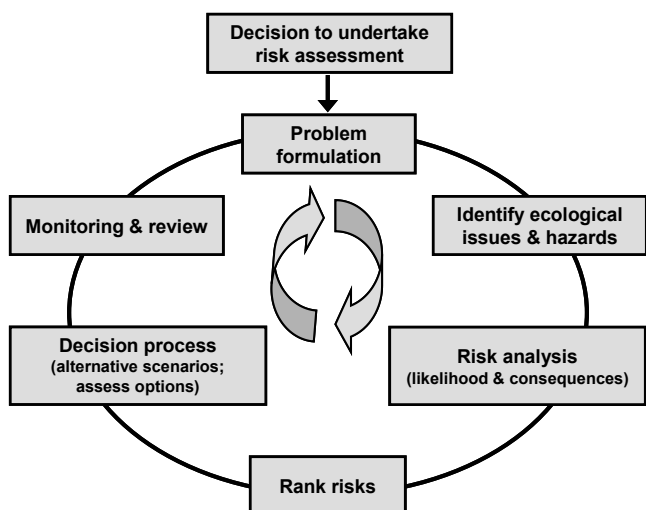 Decision to undertake
risk assessment
Problem
formulation
Monitoring & review
Identify ecological
issues & hazards
Decision process
(alternative scenarios;
assess options)
Risk analysis
(likelihood & consequences)
Rank risks